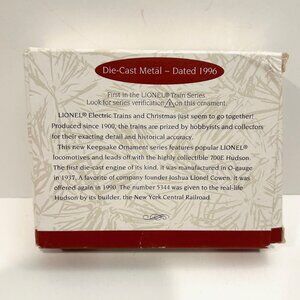 Die-Cast Metal – Dated 1996
First in the LIONEL® Train Series
Look for series verification on this ornament
LIONEL® Electric Trains and Christmas just seem to go together!
Produced since 1900, the trains are prized by hobbyists and collectors
for their exacting detail and historical accuracy.
This new Keepsake Ornament series features popular LIONEL®
locomotives and leads off with the highly collectible 700E Hudson.
The first die-cast engine of its kind, it was manufactured in O-gauge
in 1937. A favorite of company founder Joshua Lionel Cowen, it was
offered again in 1990. The number 5344 was given to the real-life
Hudson by its builder, the New York Central Railroad.